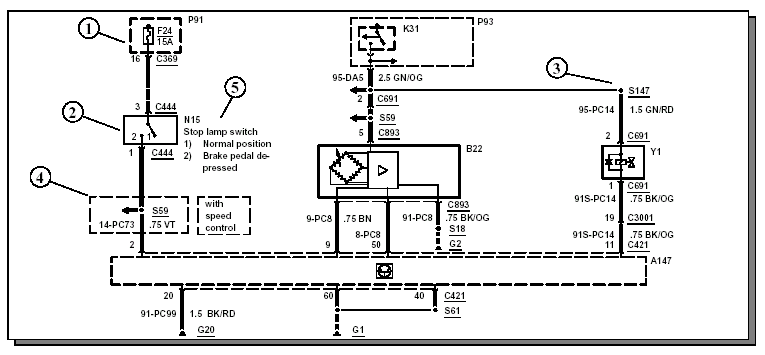 P91
P93
1
F24
15A
K31
16 C369
95-DA5 2.5 GN/OG
3
S147
5
3 C444
2 C691
95-PC14 1.5 GN/RD
2
N15
Stop lamp switch
1) Normal position
2) Brake pedal de-
pressed
2 1
S59
5 C893
2 C691
B22
Y1
1 C444
4
1 C691
91S-PC14 .75 BK/OG
S59
with
speed
control
14-PC73 .75 VT
C893
9-PC8 .75 BN
91-PC8 .75 BK/OG
S18
19 C3001
8-PC8
G2
91S-PC14 .75 BK/OG
2
9
50
11 C421
A147
20
60
40 C421
91-PC99 1.5 BK/RD
S61
G20
G1